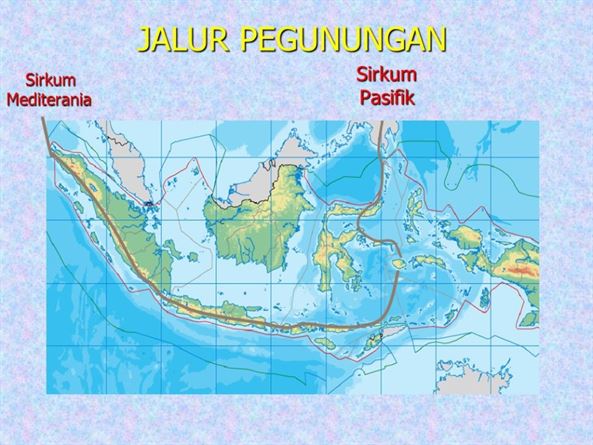 JALUR PEGUNUNGAN
Sirkum
Mediterania
Sirkum
Pasifik